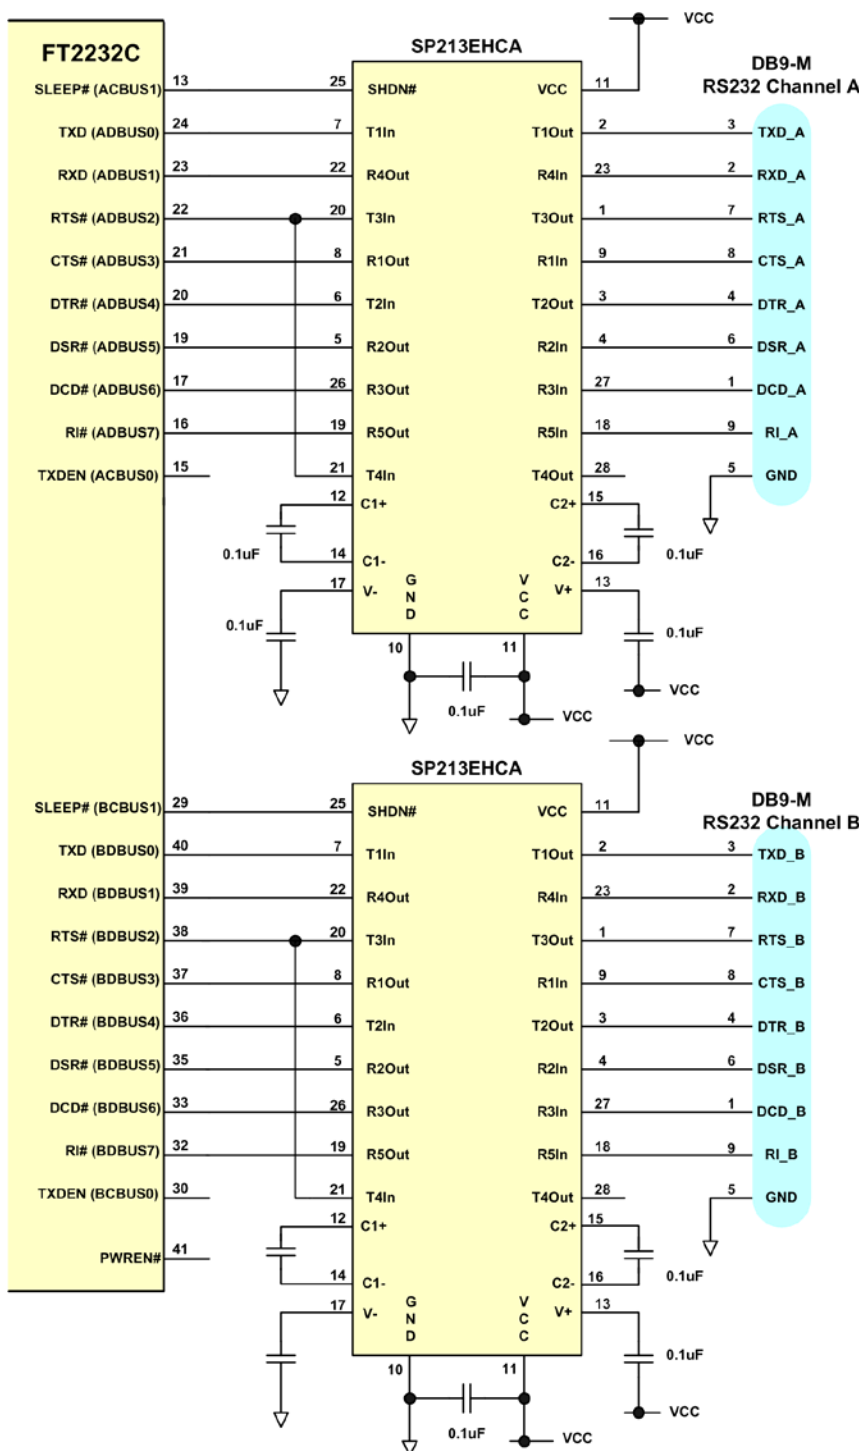 VCC
SP213EHCA
FT2232C
DB9-M
RS232 Channel A
SLEEP# (ACBUS1) 13 25 SHDN# VCC 11
TXD (ADBUS0) 24 7 T1In T1Out 2 3 TXD_A
RXD (ADBUS1) 23 22 R4Out R4In 23 2 RXD_A
RTS# (ADBUS2) 22 20 T3In T3Out 1 7 RTS_A
CTS# (ADBUS3) 21 8 R1Out R1In 9 8 CTS_A
DTR# (ADBUS4) 20 6 T2In T2Out 3 4 DTR_A
DSR# (ADBUS5) 19 5 R2Out R2In 4 6 DSR_A
DCD# (ADBUS6) 17 26 R3Out R3In 27 1 DCD_A
RI# (ADBUS7) 16 19 R5Out R5In 18 9 RI_A
TXDEN (ACBUS0) 15 21 T4In T4Out 28 5 GND
12 C1+ C2+ 15
0.1uF 0.1uF
14 C1- C2- 16
17 V- GND VCC V+ 13
0.1uF 0.1uF
10 11
VCC
0.1uF VCC
VCC
SP213EHCA
DB9-M
RS232 Channel B
SLEEP# (BCBUS1) 29 25 SHDN# VCC 11
TXD (BDBUS0) 40 7 T1In T1Out 2 3 TXD_B
RXD (BDBUS1) 39 22 R4Out R4In 23 2 RXD_B
RTS# (BDBUS2) 38 20 T3In T3Out 1 7 RTS_B
CTS# (BDBUS3) 37 8 R1Out R1In 9 8 CTS_B
DTR# (BDBUS4) 36 6 T2In T2Out 3 4 DTR_B
DSR# (BDBUS5) 35 5 R2Out R2In 4 6 DSR_B
DCD# (BDBUS6) 33 26 R3Out R3In 27 1 DCD_B
RI# (BDBUS7) 32 19 R5Out R5In 18 9 RI_B
TXDEN (BCBUS0) 30 21 T4In T4Out 28 5 GND
12 C1+ C2+ 15
PWREN# 41
0.1uF
14 C1- C2- 16
17 V- GND VCC V+ 13
0.1uF
10 11
VCC
0.1uF VCC